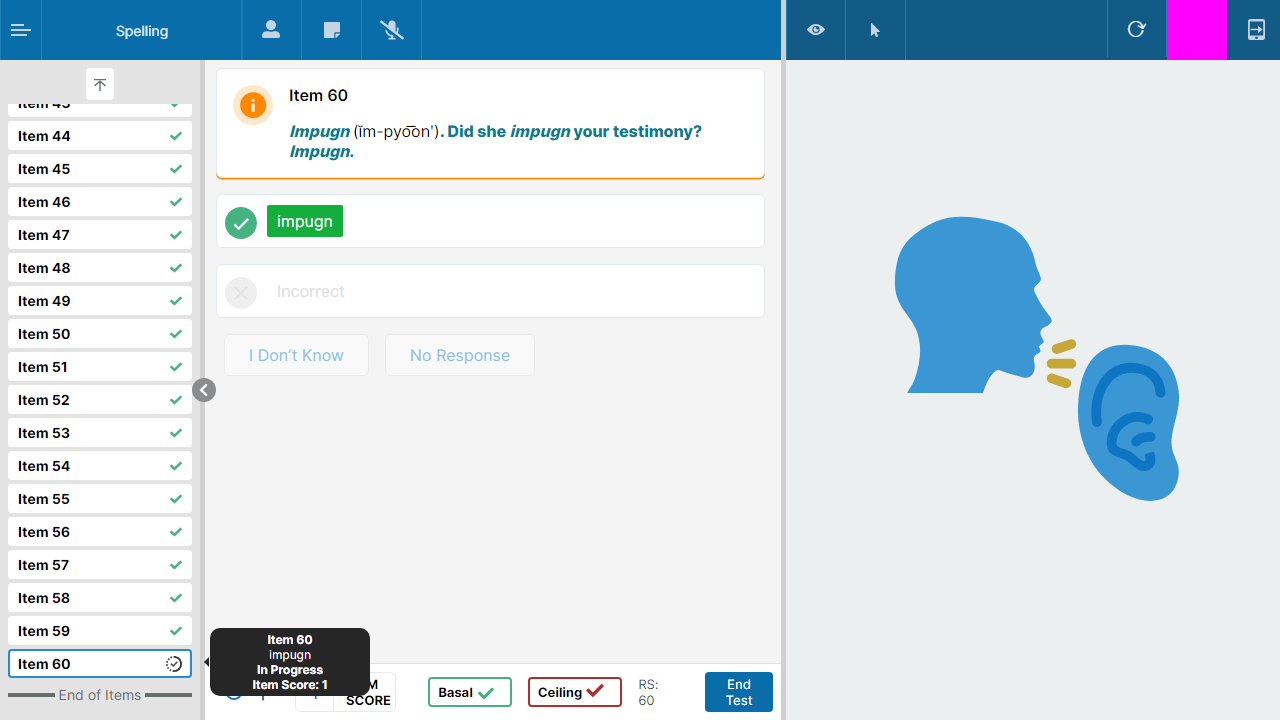 Spelling
Item 44
Item 45
Item 46
Item 47
Item 48
Item 49
Item 50
Item 51
Item 52
Item 53
Item 54
Item 55
Item 56
Item 57
Item 58
Item 59
Item 60
End of Items
Item 60
Impugn (ĭm-pyo͞on'). Did she impugn your testimony?
Impugn.
impugn
Incorrect
I Don't Know
No Response
Item 60
impugn
In Progress
Item Score: 1
SCORE
Basal
Ceiling
RS:
60
End
Test